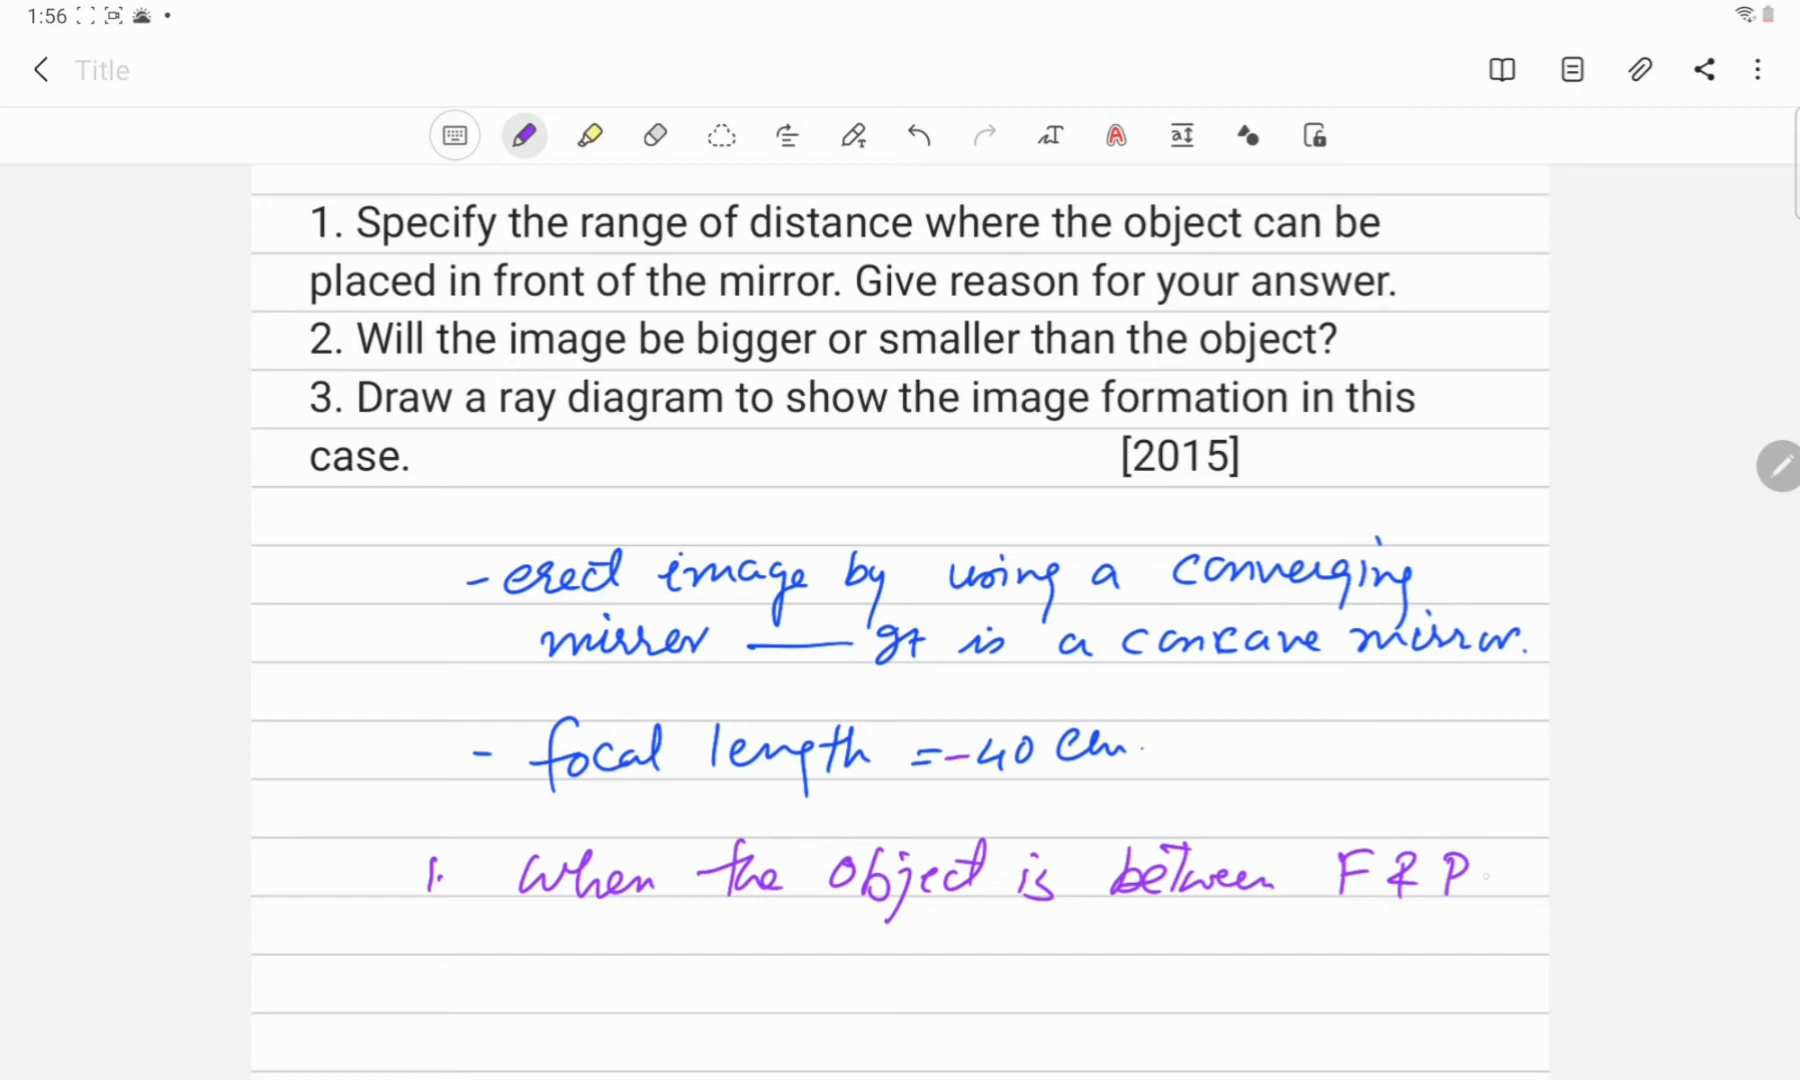 1:56
Title
1. Specify the range of distance where the object can be
placed in front of the mirror. Give reason for your answer.
2. Will the image be bigger or smaller than the object?
3. Draw a ray diagram to show the image formation in this
case. [2015]
- erect image by using a converging
mirror — It is a concave mirror.
- focal length = -40 cm.
1. When the object is between F & P